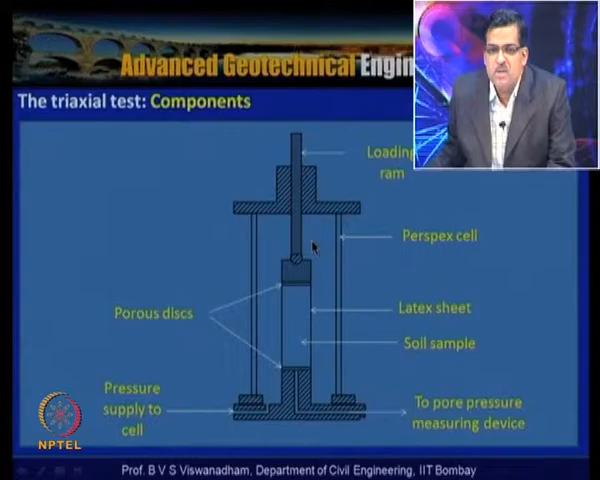 Advanced Geotechnical Engin
The triaxial test: Components
Loading
ram
Perspex cell
Porous discs
Latex sheet
Soil sample
Pressure
supply to
cell
To pore pressure
measuring device
NPTEL
Prof. B V S Viswanadham, Department of Civil Engineering, IIT Bombay